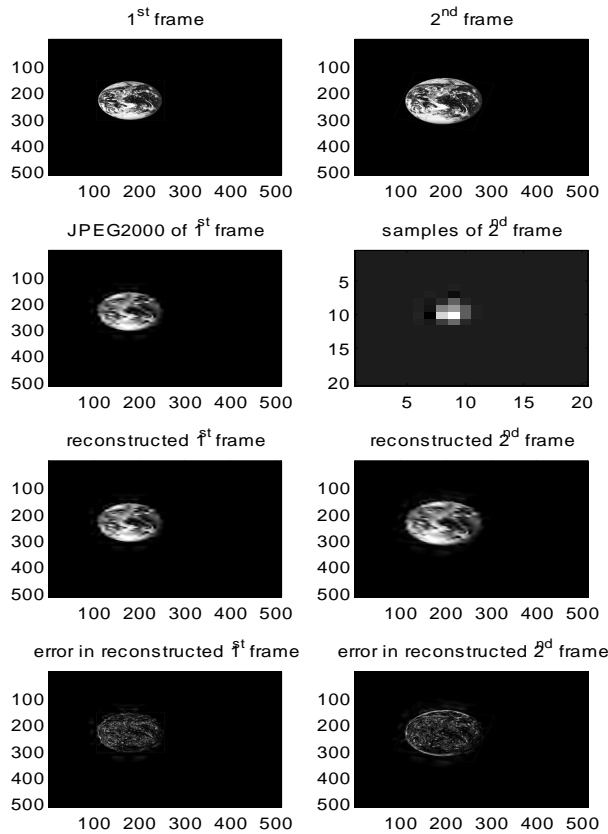 1st frame
2nd frame
100
200
300
400
500
100 200 300 400 500
100
200
300
400
500
100 200 300 400 500
JPEG2000 of 1st frame
samples of 2nd frame
100
200
300
400
500
100 200 300 400 500
5
10
15
20
5 10 15 20
reconstructed 1st frame
reconstructed 2nd frame
100
200
300
400
500
100 200 300 400 500
100
200
300
400
500
100 200 300 400 500
error in reconstructed 1st frame
error in reconstructed 2nd frame
100
200
300
400
500
100 200 300 400 500
100
200
300
400
500
100 200 300 400 500